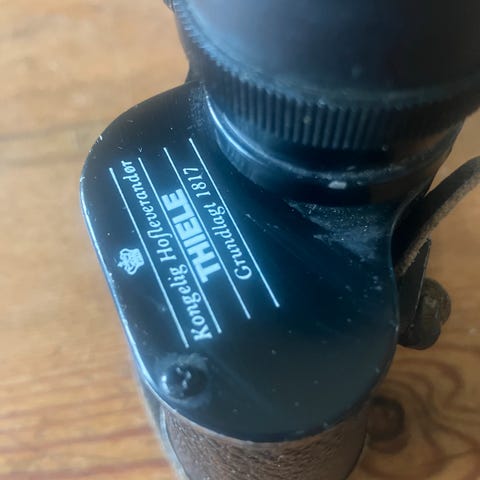 Kongelig Hofleverandør
THIELE
Grundlagt 1817